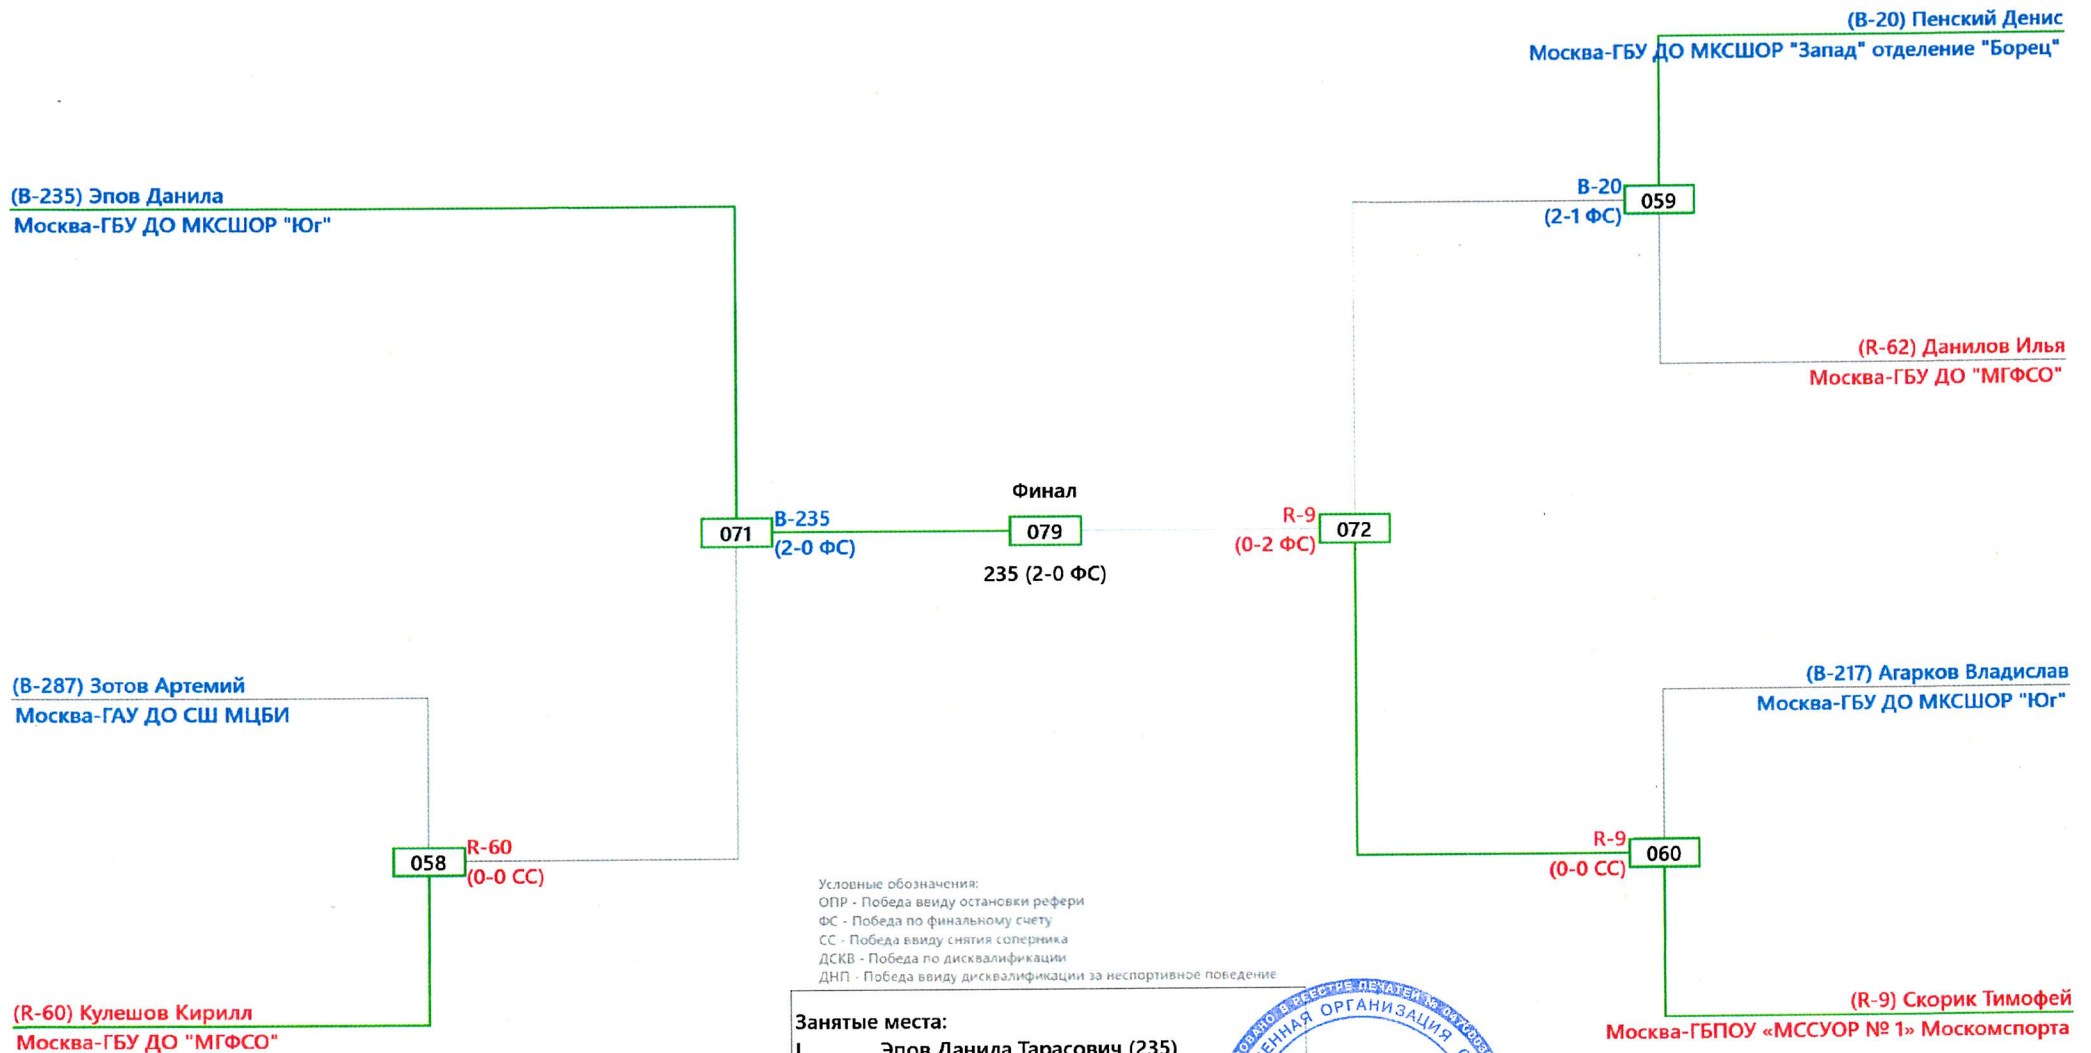 (B-20) Пенский Денис
Москва-ГБУ ДО МКСШОР "Запад" отделение "Борец"
B-20
059
(2-1 ФС)
(B-235) Эпов Данила
Москва-ГБУ ДО МКСШОР "Юг"
(R-62) Данилов Илья
Москва-ГБУ ДО "МГФСО"
Финал
071
B-235
(2-0 ФС)
079
235 (2-0 ФС)
R-9
(0-2 ФС)
072
(B-287) Зотов Артемий
Москва-ГАУ ДО СШ МЦБИ
(B-217) Агарков Владислав
Москва-ГБУ ДО МКСШОР "Юг"
058
R-60
(0-0 СС)
R-9
(0-0 СС)
060
Условные обозначения:
ОПР - Победа ввиду остановки рефери
ФС - Победа по финальному счету
СС - Победа ввиду снятия соперника
ДСКВ - Победа по дисквалификации
ДНП - Победа ввиду дисквалификации за неспортивное поведение
(R-60) Кулешов Кирилл
Москва-ГБУ ДО "МГФСО"
(R-9) Скорик Тимофей
Москва-ГБПОУ «МССУОР № 1» Москомспорта
Занятые места:
I Эпов Данила Тарасович (235)
В РЕЕСТРЕ ПЕЧАТЕЙ №
ОРГАНИЗАЦИЯ